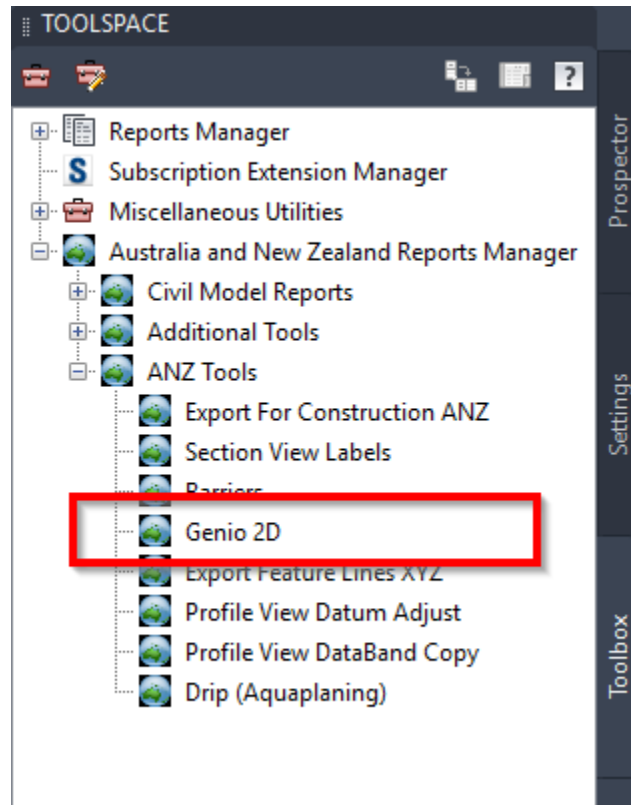 TOOLSPACE
?
Reports Manager
S Subscription Extension Manager
Miscellaneous Utilities
Australia and New Zealand Reports Manager
Civil Model Reports
Additional Tools
ANZ Tools
Export For Construction ANZ
Section View Labels
Barriers
Genio 2D
Export Feature Lines XYZ
Profile View Datum Adjust
Profile View DataBand Copy
Drip (Aquaplaning)
Prospector
Settings
Toolbox